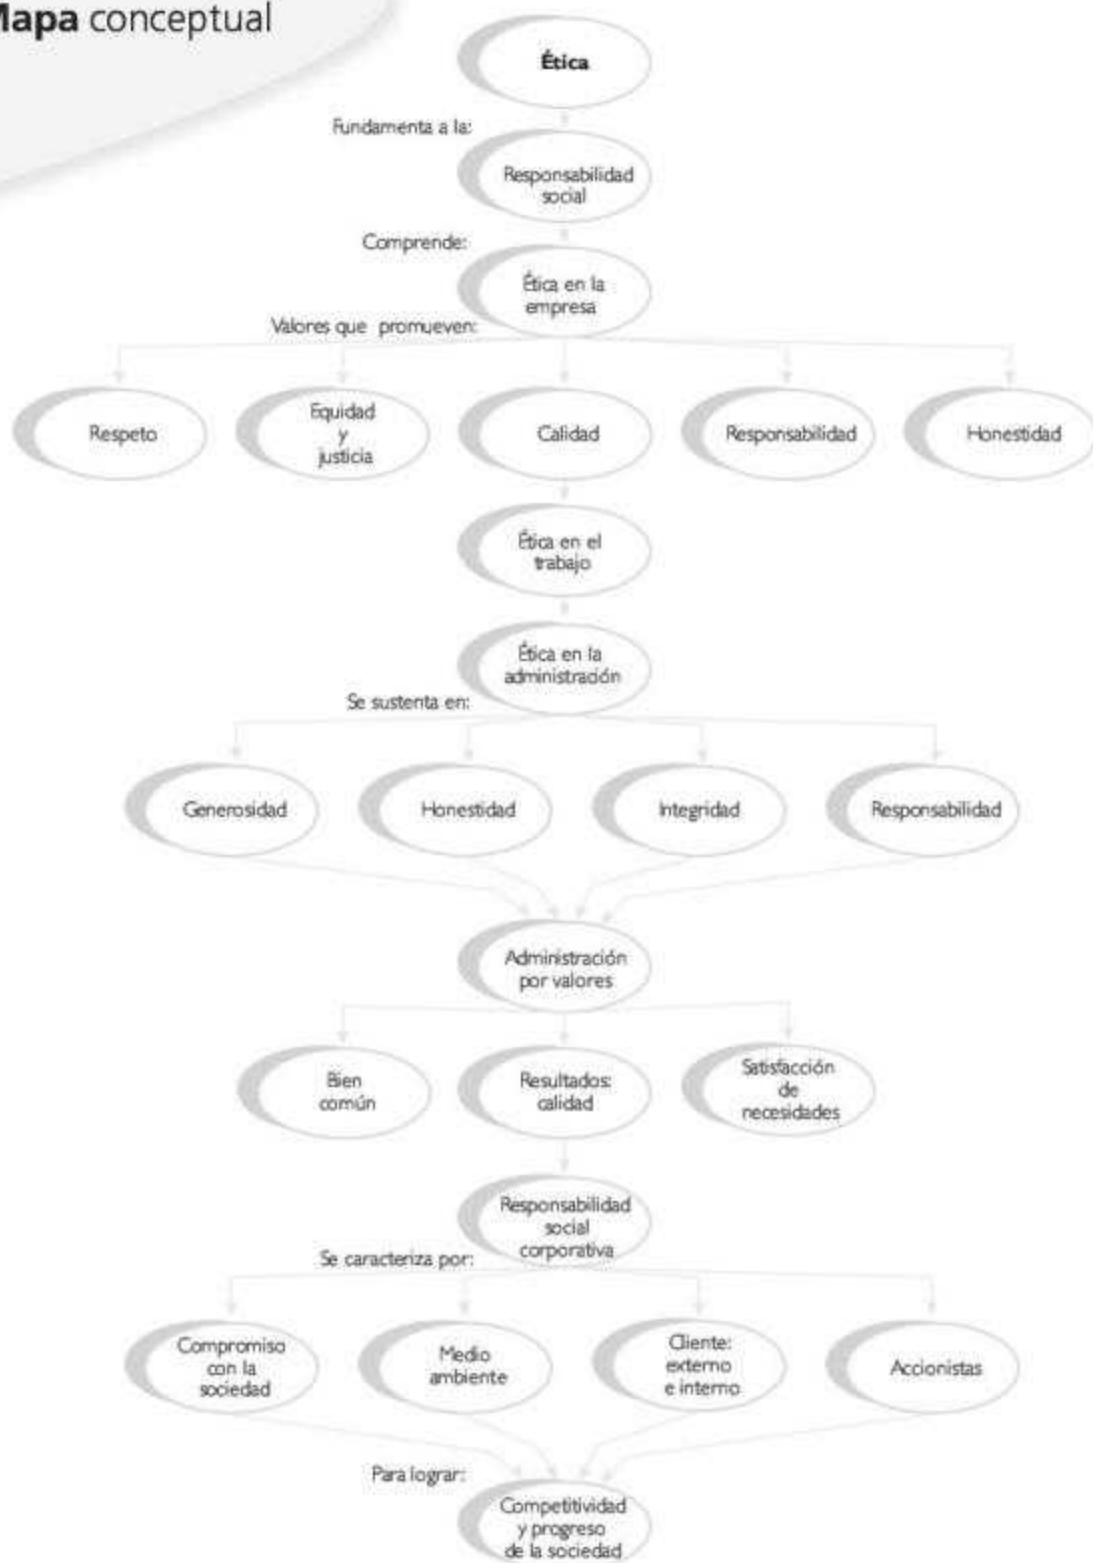 Mapa conceptual
Ética
Fundamenta a la:
Responsabilidad
social
Comprende:
Ética en la
empresa
Valores que promueven:
Respeto
Equidad
y
justicia
Calidad
Responsabilidad
Honestidad
Ética en el
trabajo
Ética en la
administración
Se sustenta en:
Generosidad
Honestidad
Integridad
Responsabilidad
Administración
por valores
Bien
común
Resultados:
calidad
Satisfacción
de
necesidades
Responsabilidad
social
corporativa
Se caracteriza por:
Compromiso
con la
sociedad
Medio
ambiente
Cliente:
externo
e interno
Accionistas
Para lograr:
Competitividad
y progreso
de la sociedad